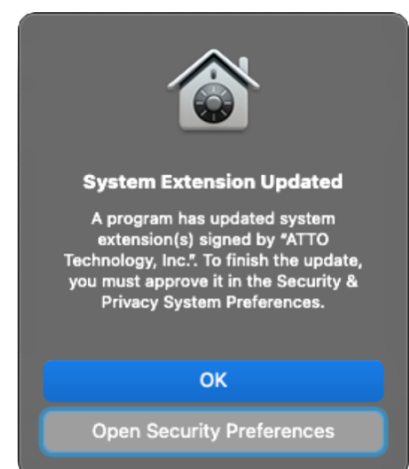 System Extension Updated
A program has updated system
extension(s) signed by “ATTO
Technology, Inc.”. To finish the update,
you must approve it in the Security &
Privacy System Preferences.
OK
Open Security Preferences